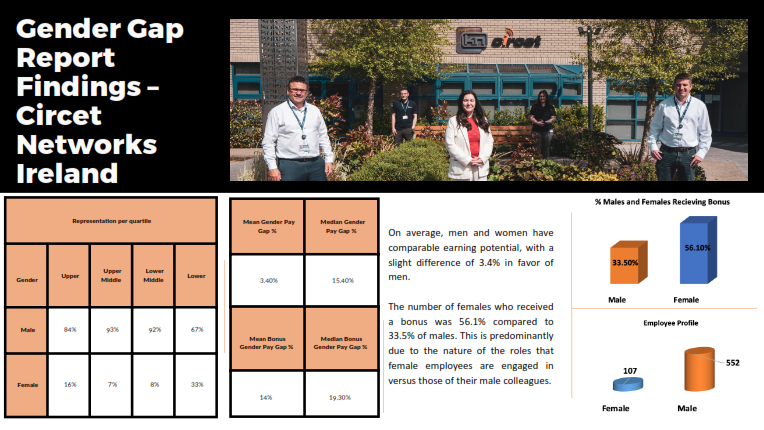 Gender Gap
Report
Findings –
Circet
Networks
Ireland
kn circet
Representation per quartile
Gender
Upper
Upper
Middle
Lower
Middle
Lower
Male
84%
93%
92%
67%
Female
16%
7%
8%
33%
Mean Gender Pay
Gap %
Median Gender
Pay Gap %
3.40%
15.40%
Mean Bonus
Gender Pay Gap %
Median Bonus
Gender Pay Gap %
14%
19.30%
On average, men and women have
comparable earning potential, with a
slight difference of 3.4% in favor of
men.
The number of females who received
a bonus was 56.1% compared to
33.5% of males. This is predominantly
due to the nature of the roles that
female employees are engaged in
versus those of their male colleagues.
% Males and Females Recieving Bonus
33.50%
56.10%
Male
Female
Employee Profile
107
552
Female
Male